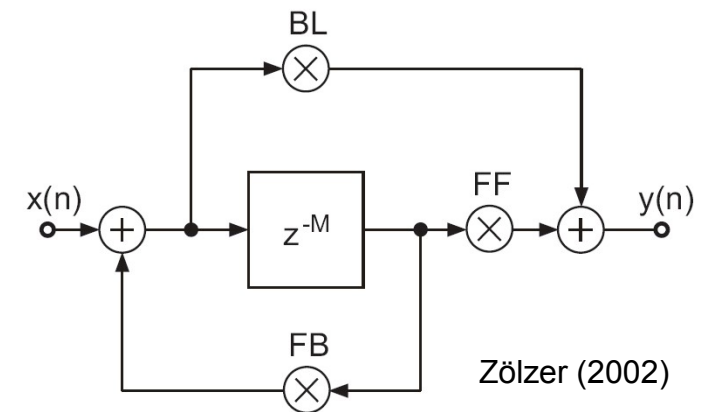 BL
x(n)
+
z^-M
FF
+
y(n)
FB
Zölzer (2002)